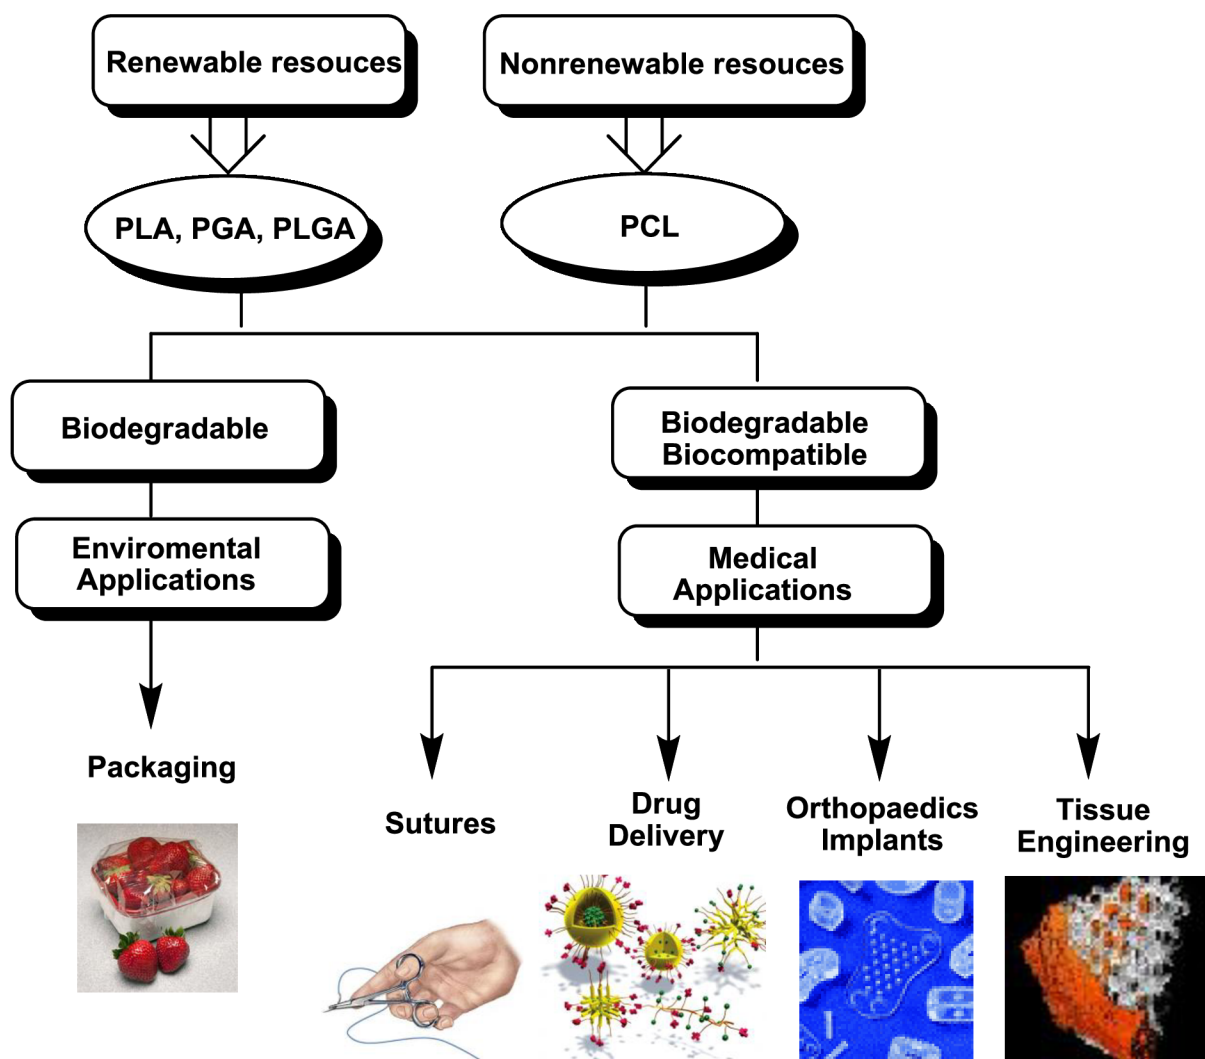 Renewable resouces
Nonrenewable resouces
PLA, PGA, PLGA
PCL
Biodegradable
Biodegradable
Biocompatible
Enviromental
Applications
Medical
Applications
Packaging
Sutures
Drug
Delivery
Orthopaedics
Implants
Tissue
Engineering